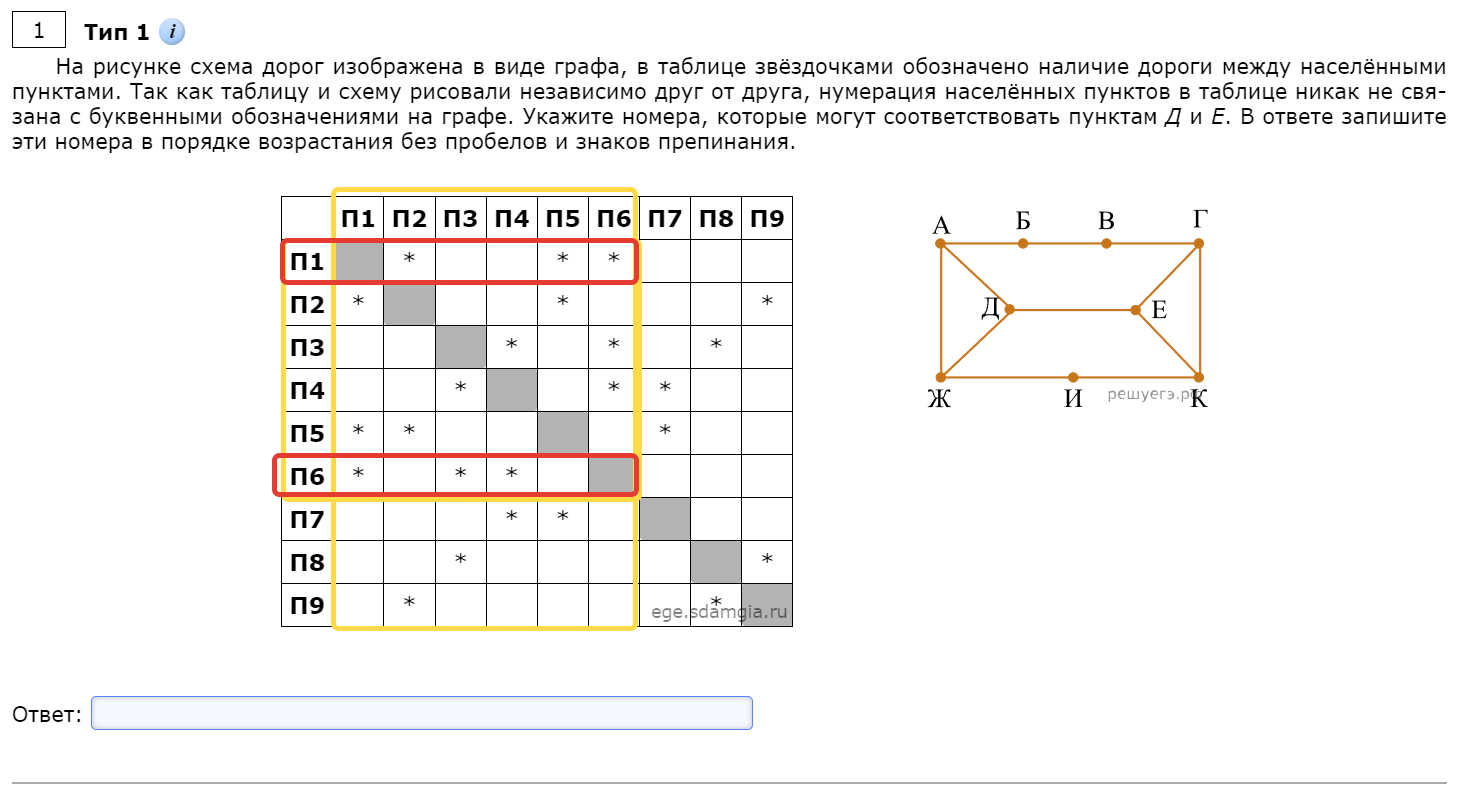 1 Тип 1 i
На рисунке схема дорог изображена в виде графа, в таблице звёздочками обозначено наличие дороги между населёнными
пунктами. Так как таблицу и схему рисовали независимо друг от друга, нумерация населённых пунктов в таблице никак не свя-
зана с буквенными обозначениями на графе. Укажите номера, которые могут соответствовать пунктам Д и Е. В ответе запишите
эти номера в порядке возрастания без пробелов и знаков препинания.
П1 П2 П3 П4 П5 П6 П7 П8 П9
П1 * * *
П2 * * *
П3 * * *
П4 * * *
П5 * * *
П6 * * *
П7 * *
П8 * *
П9 * *
ege.sdamgia.ru
А Б В Г
Д Е
Ж И К
решуегэ.рф
Ответ: